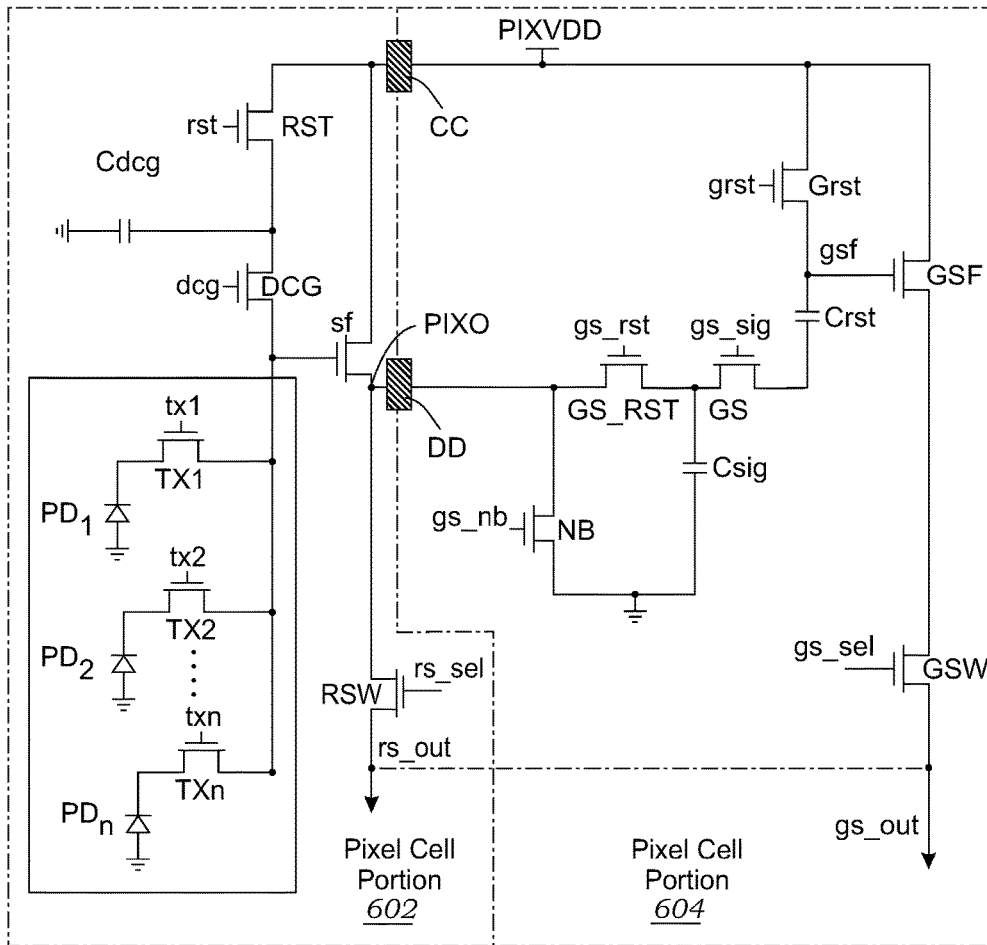 PIXVDD
rst
RST
CC
Cdcg
grst
Grst
gsf
GSF
dcg
DCG
sf
PIXO
Crst
gs_rst
gs_sig
GS_RST
GS
DD
Csig
tx1
TX1
PD1
gs_nb
NB
tx2
TX2
PD2
gs_sel
GSW
rs_sel
RSW
txn
TXn
rs_out
PDn
gs_out
Pixel Cell
Portion
602
Pixel Cell
Portion
604